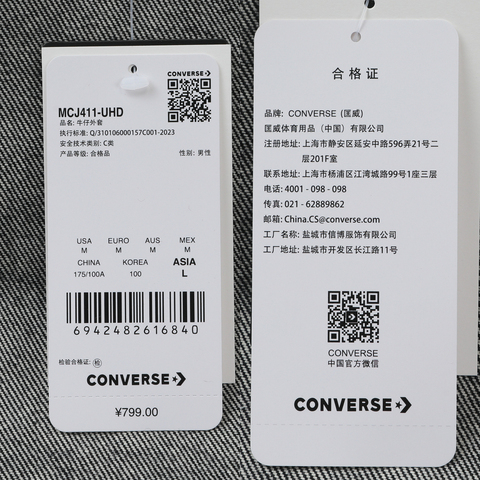 CONVERSE
MCJ411-UHD
品名: 牛仔外套
执行标准: Q/310106000157C001-2023
安全技术类别: C类
产品等级: 合格品
性别: 男性
USA EURO AUS MEX
M M M M
CHINA KOREA ASIA
175/100A 100 L
6942482616840
检验合格证: 检
CONVERSE
¥799.00
合格证
品牌: CONVERSE (匡威)
匡威体育用品 (中国) 有限公司
注册地址: 上海市静安区延安中路596弄21号二
层201F室
联系地址: 上海市杨浦区江湾城路99号1座三层
电话: 4001 - 098 - 098
传真: 021 - 62889862
邮箱: China.CS@converse.com
工厂名称: 盐城市信博服饰有限公司
工厂地址: 盐城市开发区长江路11号
CONVERSE
中国官方微信
CONVERSE